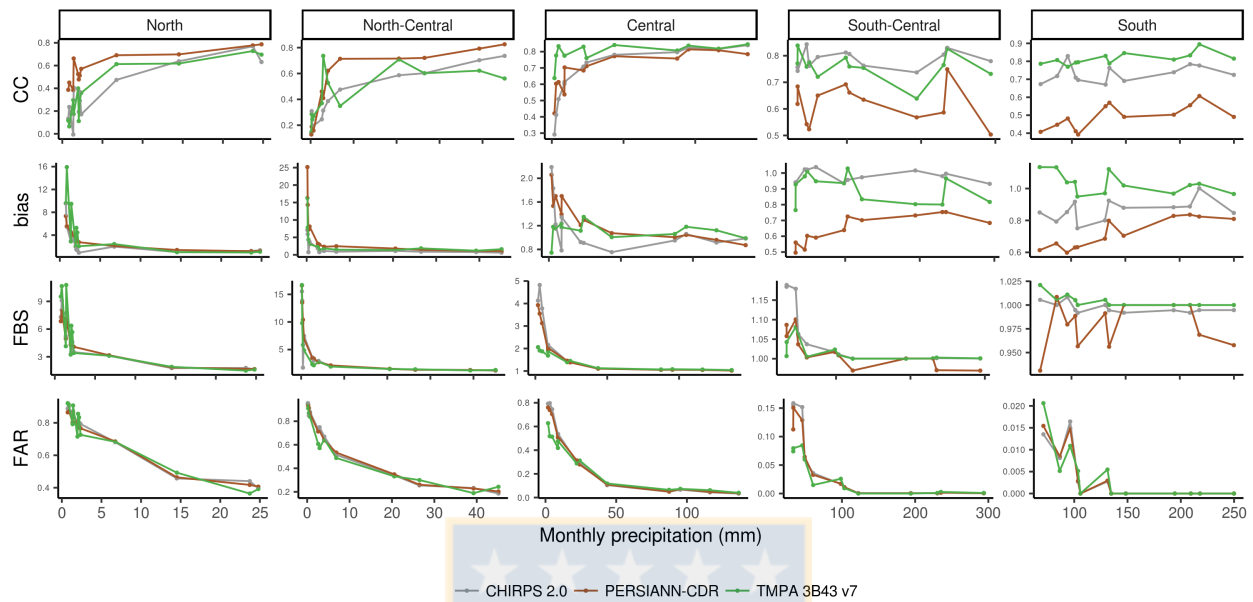 North North-Central Central South-Central South
CC
0.8 0.6 0.4 0.2 0.0
0.8 0.6 0.4 0.2
0.8 0.7 0.6 0.5 0.4 0.3
0.8 0.7 0.6 0.5
0.9 0.8 0.7 0.6 0.5 0.4
bias
16 12 8 4
25 20 15 10 5 0
2.0 1.6 1.2 0.8
1.0 0.9 0.8 0.7 0.6 0.5
1.0 0.8 0.6
FBS
9 6 3
15 10 5
5 4 3 2 1
1.15 1.10 1.05 1.00
1.025 1.000 0.975 0.950
FAR
0.8 0.6 0.4
0.8 0.6 0.4 0.2
0.8 0.6 0.4 0.2 0.0
0.15 0.10 0.05 0.00
0.020 0.015 0.010 0.005 0.000
0 5 10 15 20 25 0 10 20 30 40 0 50 100 100 200 300 100 150 200 250
Monthly precipitation (mm)
CHIRPS 2.0 PERSIANN-CDR TMPA 3B43 v7